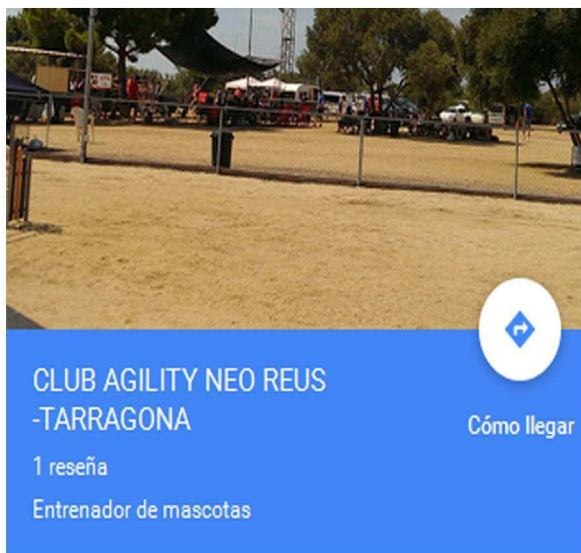 CLUB AGILITY NEO REUS
-TARRAGONA
Cómo llegar
1 reseña
Entrenador de mascotas